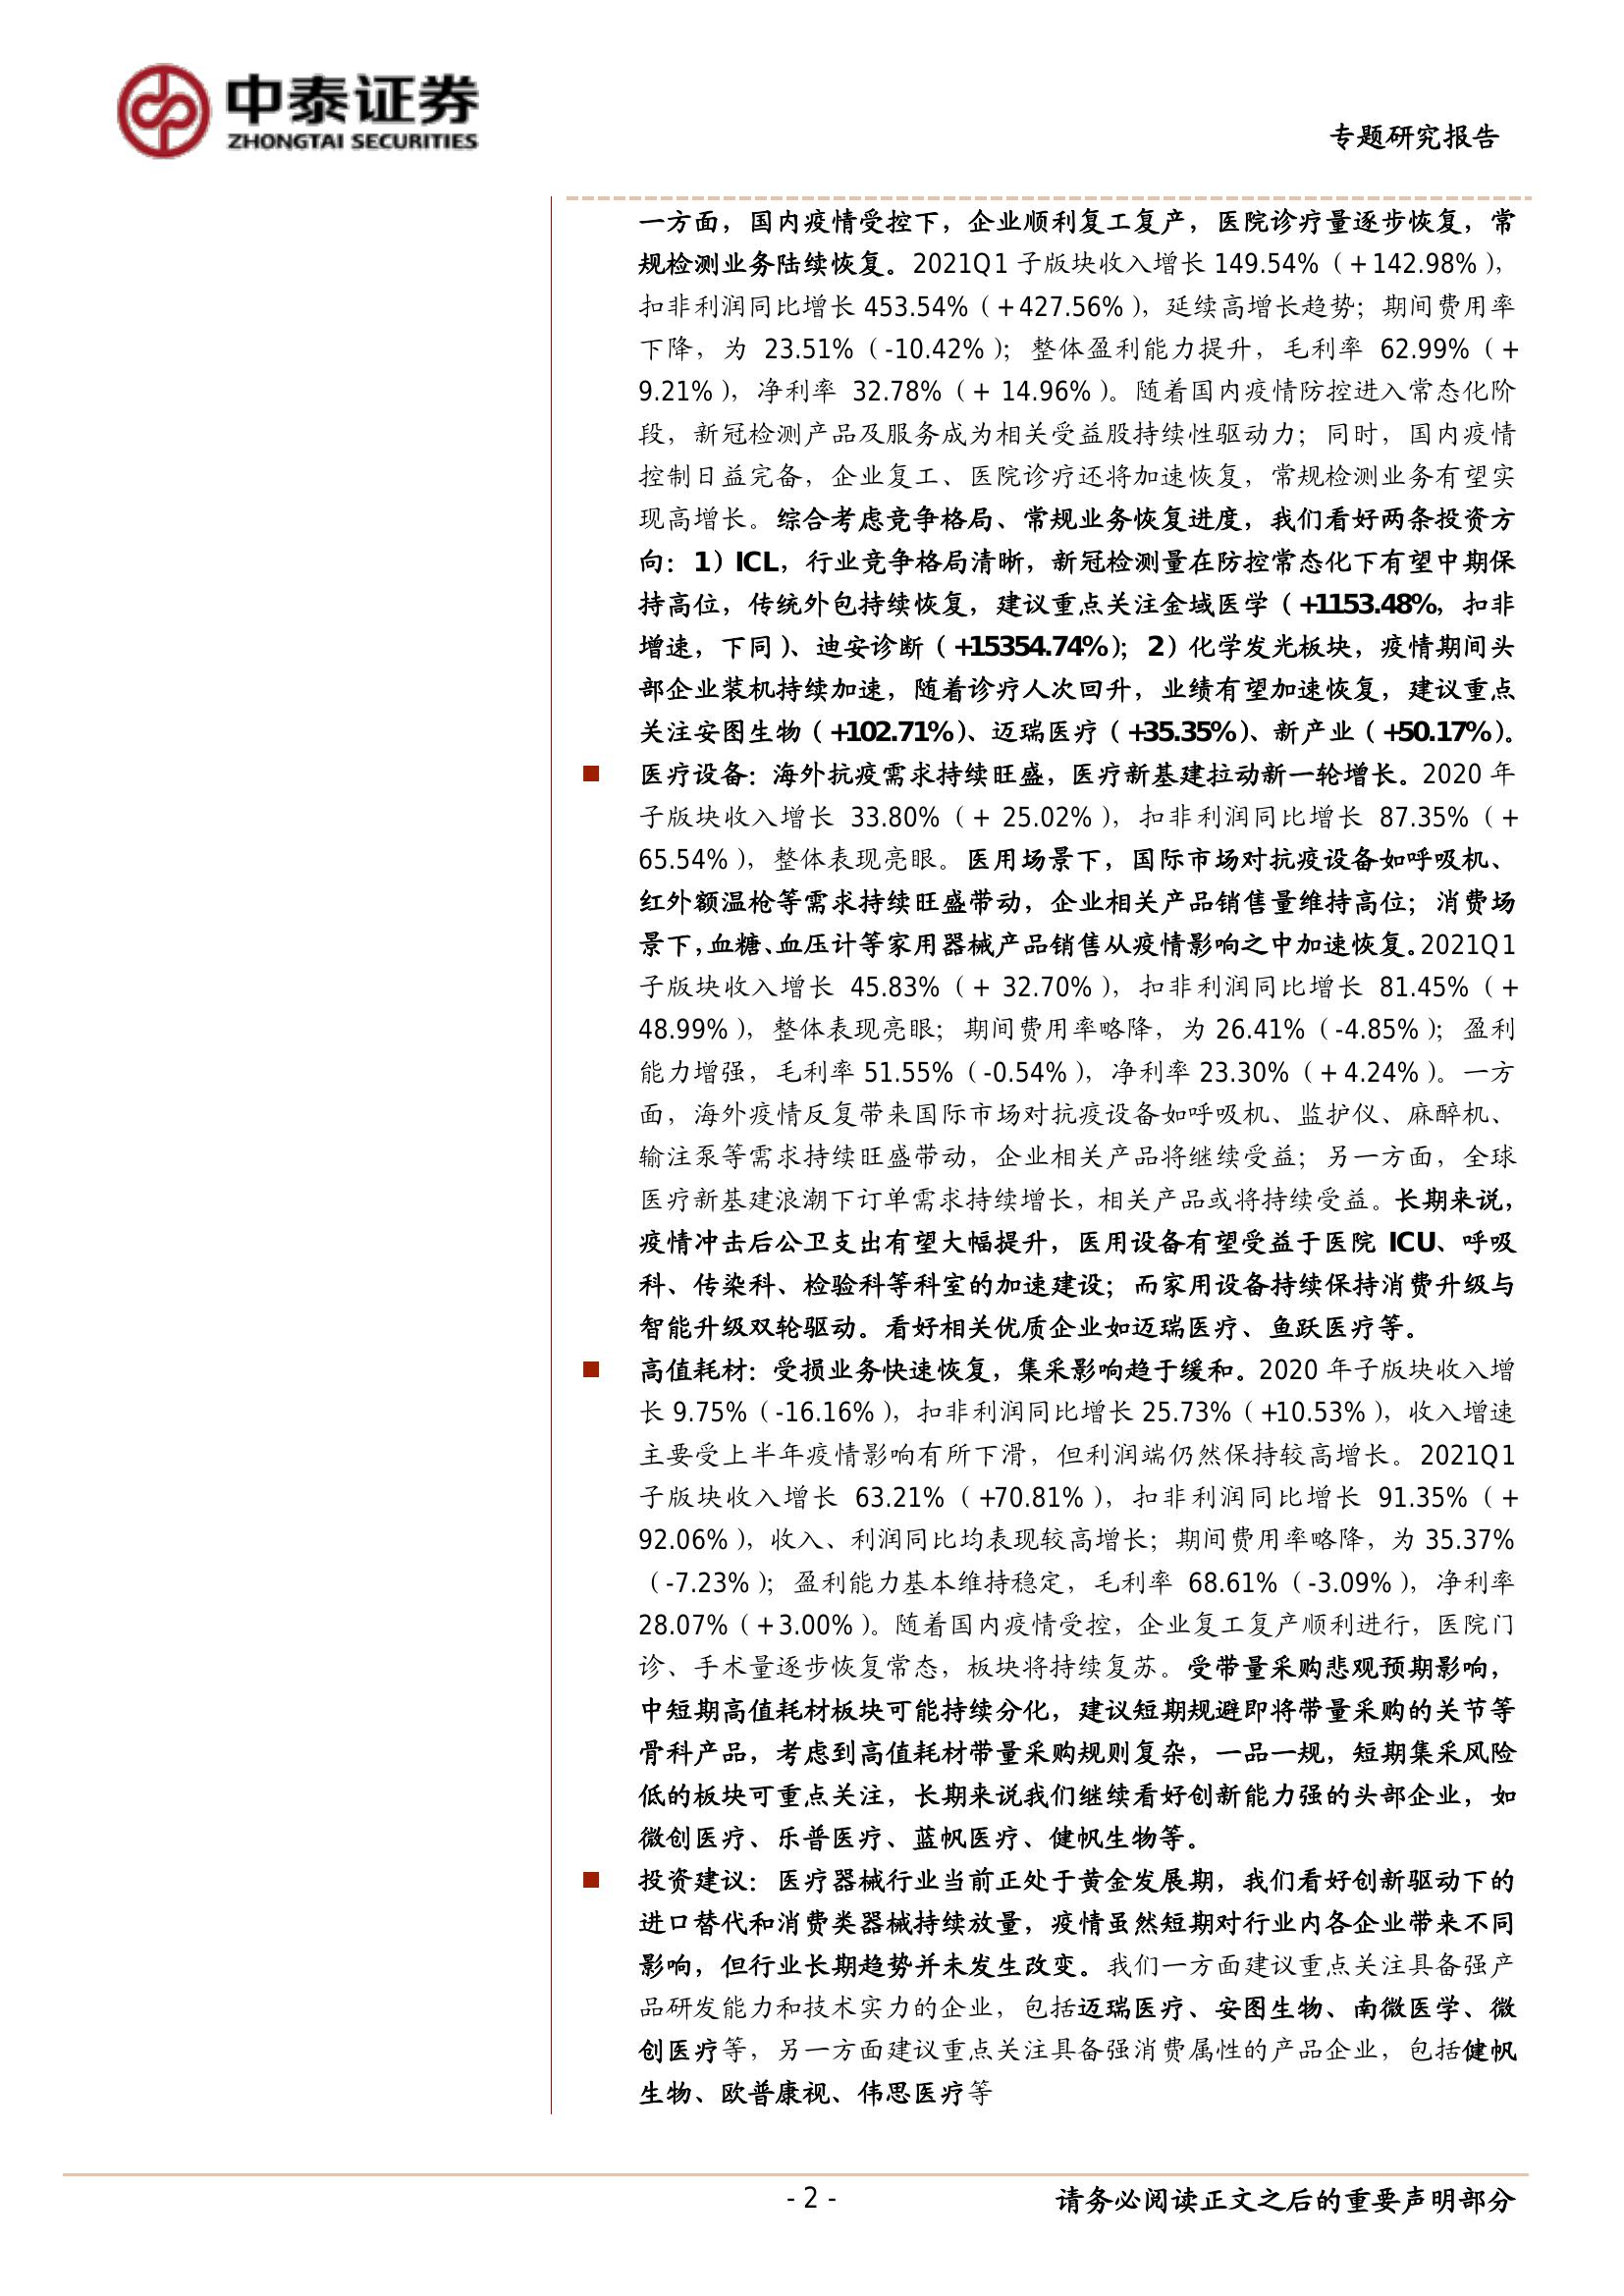 中泰证券
ZHONGTAI SECURITIES
专题研究报告
一方面，国内疫情受控下，企业顺利复工复产，医院诊疗量逐步恢复，常
规检测业务陆续恢复。2021Q1 子版块收入增长 149.54%（+142.98%），
扣非利润同比增长 453.54%（+427.56%），延续高增长趋势；期间费用率
下降，为 23.51%（-10.42%）；整体盈利能力提升，毛利率 62.99%（+
9.21%），净利率 32.78%（+ 14.96%）。随着国内疫情防控进入常态化阶
段，新冠检测产品及服务成为相关受益股持续性驱动力；同时，国内疫情
控制日益完备，企业复工、医院诊疗还将加速恢复，常规检测业务有望实
现高增长。综合考虑竞争格局、常规业务恢复进度，我们看好两条投资方
向：1）ICL，行业竞争格局清晰，新冠检测量在防控常态化下有望中期保
持高位，传统外包持续恢复，建议重点关注金域医学（+1153.48%，扣非
增速，下同）、迪安诊断（+15354.74%）；2）化学发光板块，疫情期间头
部企业装机持续加速，随着诊疗人次回升，业绩有望加速恢复，建议重点
关注安图生物（+102.71%）、迈瑞医疗（+35.35%）、新产业（+50.17%）。
■ 医疗设备：海外抗疫需求持续旺盛，医疗新基建拉动新一轮增长。2020 年
子版块收入增长 33.80%（+ 25.02%），扣非利润同比增长 87.35%（+
65.54%），整体表现亮眼。医用场景下，国际市场对抗疫设备如呼吸机、
红外额温枪等需求持续旺盛带动，企业相关产品销售量维持高位；消费场
景下，血糖、血压计等家用器械产品销售从疫情影响之中加速恢复。2021Q1
子版块收入增长 45.83%（+ 32.70%），扣非利润同比增长 81.45%（+
48.99%），整体表现亮眼；期间费用率略降，为 26.41%（-4.85%）；盈利
能力增强，毛利率 51.55%（-0.54%），净利率 23.30%（+4.24%）。一方
面，海外疫情反复带来国际市场对抗疫设备如呼吸机、监护仪、麻醉机、
输注泵等需求持续旺盛带动，企业相关产品将继续受益；另一方面，全球
医疗新基建浪潮下订单需求持续增长，相关产品或将持续受益。长期来说，
疫情冲击后公卫支出有望大幅提升，医用设备有望受益于医院 ICU、呼吸
科、传染科、检验科等科室的加速建设；而家用设备持续保持消费升级与
智能升级双轮驱动。看好相关优质企业如迈瑞医疗、鱼跃医疗等。
■ 高值耗材：受损业务快速恢复，集采影响趋于缓和。2020 年子版块收入增
长 9.75%（-16.16%），扣非利润同比增长 25.73%（+10.53%），收入增速
主要受上半年疫情影响有所下滑，但利润端仍然保持较高增长。2021Q1
子版块收入增长 63.21%（+70.81%），扣非利润同比增长 91.35%（+
92.06%），收入、利润同比均表现较高增长；期间费用率略降，为 35.37%
（-7.23%）；盈利能力基本维持稳定，毛利率 68.61%（-3.09%），净利率
28.07%（+3.00%）。随着国内疫情受控，企业复工复产顺利进行，医院门
诊、手术量逐步恢复常态，板块将持续复苏。受带量采购悲观预期影响，
中短期高值耗材板块可能持续分化，建议短期规避即将带量采购的关节等
骨科产品，考虑到高值耗材带量采购规则复杂，一品一规，短期集采风险
低的板块可重点关注，长期来说我们继续看好创新能力强的头部企业，如
微创医疗、乐普医疗、蓝帆医疗、健帆生物等。
■ 投资建议：医疗器械行业当前正处于黄金发展期，我们看好创新驱动下的
进口替代和消费类器械持续放量，疫情虽然短期对行业内各企业带来不同
影响，但行业长期趋势并未发生改变。我们一方面建议重点关注具备强产
品研发能力和技术实力的企业，包括迈瑞医疗、安图生物、南微医学、微
创医疗等，另一方面建议重点关注具备强消费属性的产品企业，包括健帆
生物、欧普康视、伟思医疗等
- 2 -
请务必阅读正文之后的重要声明部分